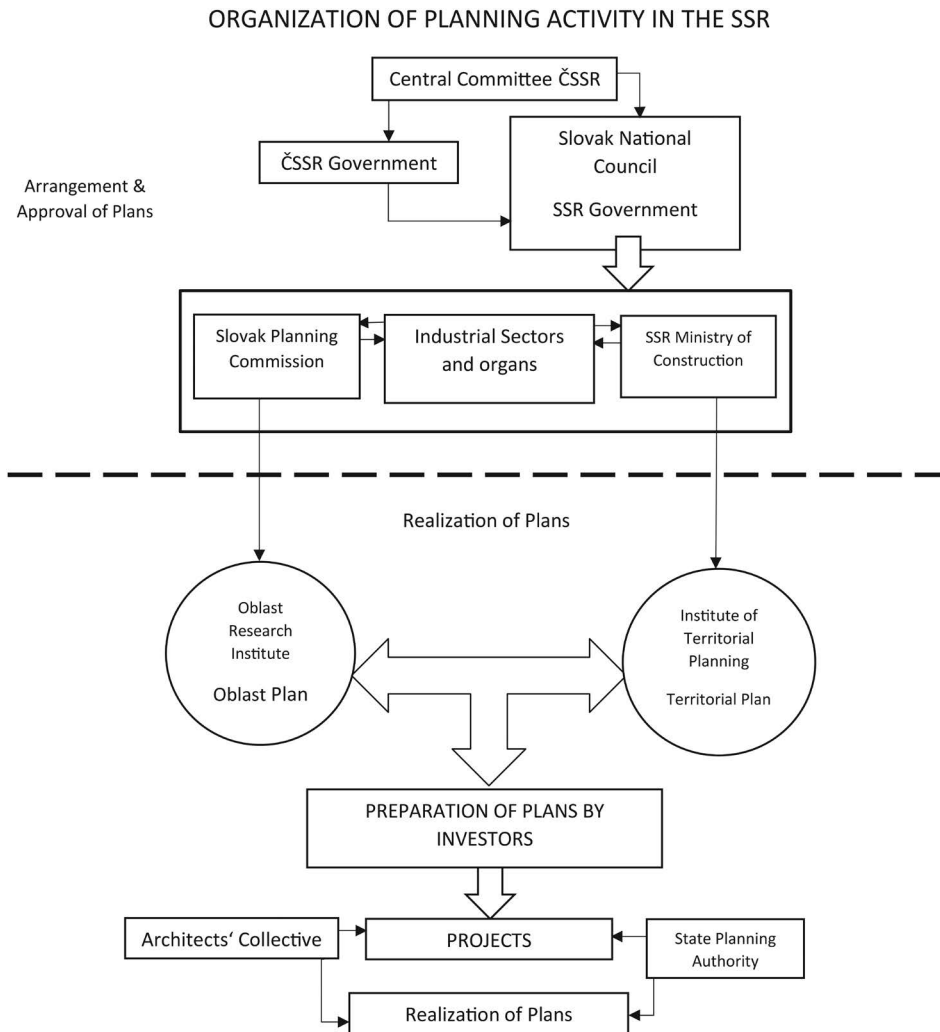 ORGANIZATION OF PLANNING ACTIVITY IN THE SSR
Central Committee ČSSR
ČSSR Government
Slovak National
Council
SSR Government
Arrangement &
Approval of Plans
Slovak Planning
Commission
Industrial Sectors
and organs
SSR Ministry of
Construction
Realization of Plans
Oblast
Research
Institute
Oblast Plan
Institute of
Territorial
Planning
Territorial Plan
PREPARATION OF PLANS BY
INVESTORS
Architects‘ Collective
PROJECTS
State Planning
Authority
Realization of Plans